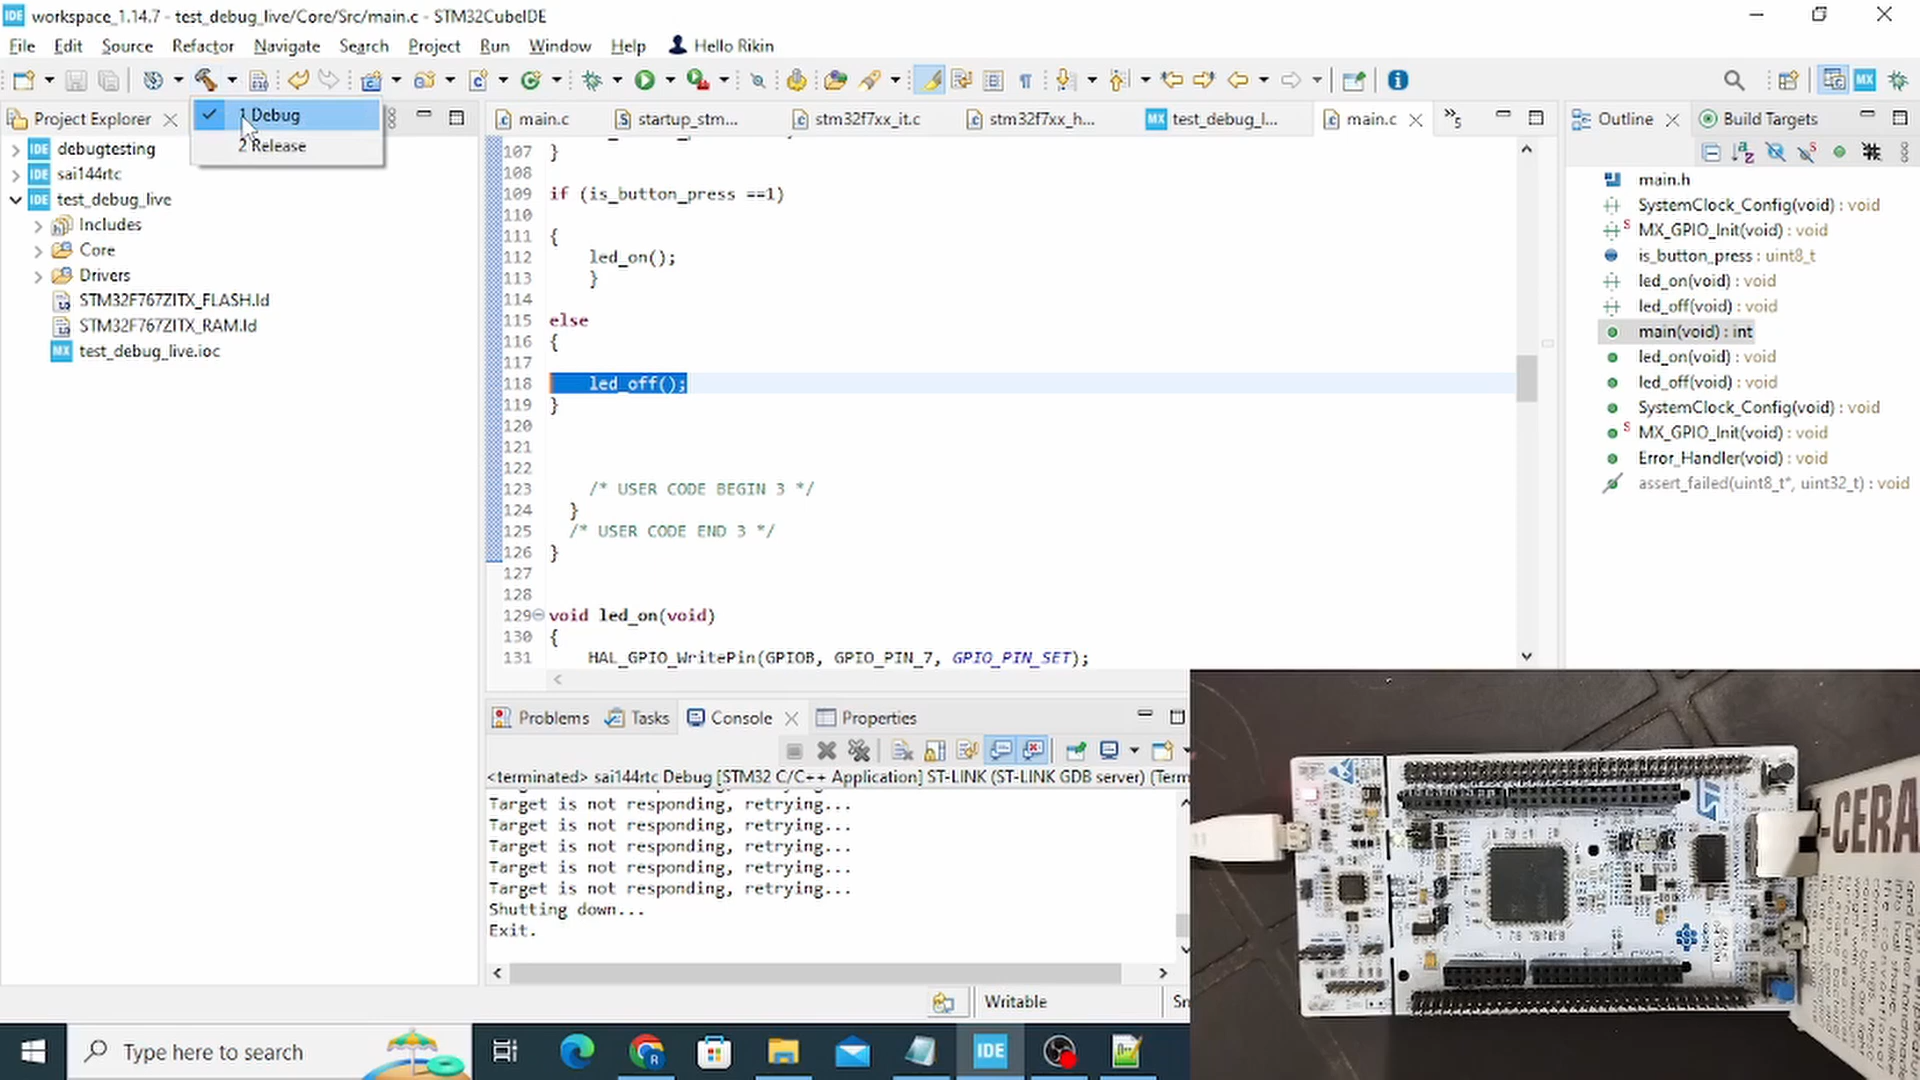 workspace_1.14.7 - test_debug_live/Core/Src/main.c - STM32CubeIDE
File Edit Source Refactor Navigate Search Project Run Window Help Hello Rikin
Project Explorer
1 Debug
2 Release
debugtesting
sai144rtc
test_debug_live
Includes
Core
Drivers
STM32F767ZITX_FLASH.ld
STM32F767ZITX_RAM.ld
test_debug_live.ioc
main.c startup_stm... stm32f7xx_it.c stm32f7xx_h... test_debug_l... main.c 5
107 }
108
109 if (is_button_press ==1)
110
111 {
112 led_on();
113 }
114
115 else
116 {
117
118 led_off();
119 }
120
121
122
123 /* USER CODE BEGIN 3 */
124 }
125 /* USER CODE END 3 */
126 }
127
128
129 void led_on(void)
130 {
131 HAL_GPIO_WritePin(GPIOB, GPIO_PIN_7, GPIO_PIN_SET);
Outline Build Targets
main.h
SystemClock_Config(void) : void
MX_GPIO_Init(void) : void
is_button_press : uint8_t
led_on(void) : void
led_off(void) : void
main(void) : int
led_on(void) : void
led_off(void) : void
SystemClock_Config(void) : void
MX_GPIO_Init(void) : void
Error_Handler(void) : void
assert_failed(uint8_t*, uint32_t) : void
Problems Tasks Console Properties
<terminated> sai144rtc Debug [STM32 C/C++ Application] ST-LINK (ST-LINK GDB server) (Term
Target is not responding, retrying...
Target is not responding, retrying...
Target is not responding, retrying...
Target is not responding, retrying...
Target is not responding, retrying...
Shutting down...
Exit.
Writable
Type here to search
IDE
-CERA